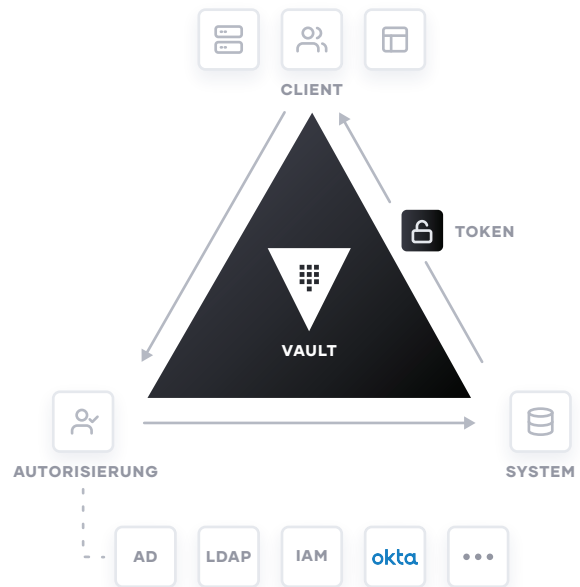 CLIENT
TOKEN
VAULT
AUTORISIERUNG
SYSTEM
AD
LDAP
IAM
okta
•••